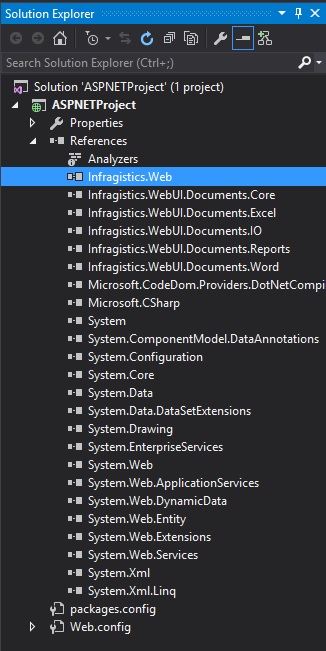 Solution Explorer
Search Solution Explorer (Ctrl+;)
Solution 'ASPNETProject' (1 project)
ASPNETProject
Properties
References
Analyzers
Infragistics.Web
Infragistics.WebUI.Documents.Core
Infragistics.WebUI.Documents.Excel
Infragistics.WebUI.Documents.IO
Infragistics.WebUI.Documents.Reports
Infragistics.WebUI.Documents.Word
Microsoft.CodeDom.Providers.DotNetCompi
Microsoft.CSharp
System
System.ComponentModel.DataAnnotations
System.Configuration
System.Core
System.Data
System.Data.DataSetExtensions
System.Drawing
System.EnterpriseServices
System.Web
System.Web.ApplicationServices
System.Web.DynamicData
System.Web.Entity
System.Web.Extensions
System.Web.Services
System.Xml
System.Xml.Linq
packages.config
Web.config